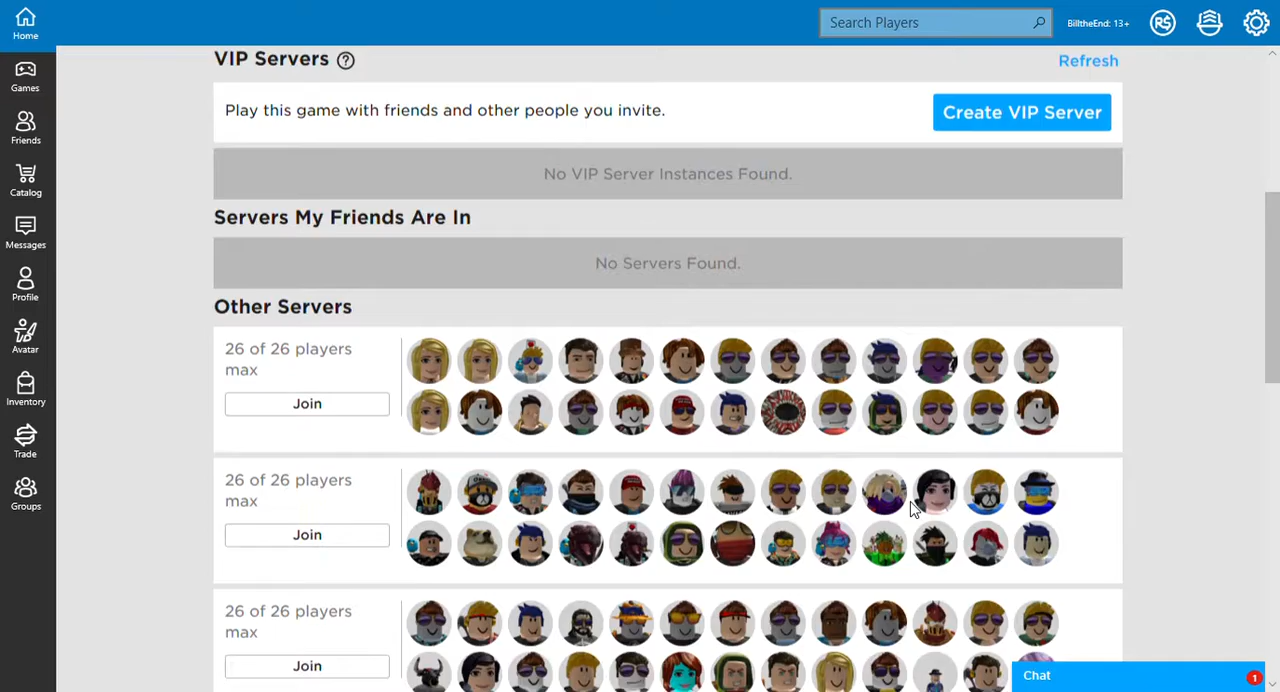 Home
Search Players
BilltheEnd: 13+
R$
Games
Friends
Catalog
Messages
Profile
Avatar
Inventory
Trade
Groups
VIP Servers ?
Refresh
Play this game with friends and other people you invite.
Create VIP Server
No VIP Server Instances Found.
Servers My Friends Are In
No Servers Found.
Other Servers
26 of 26 players
max
Join
26 of 26 players
max
Join
26 of 26 players
max
Join
Chat
1